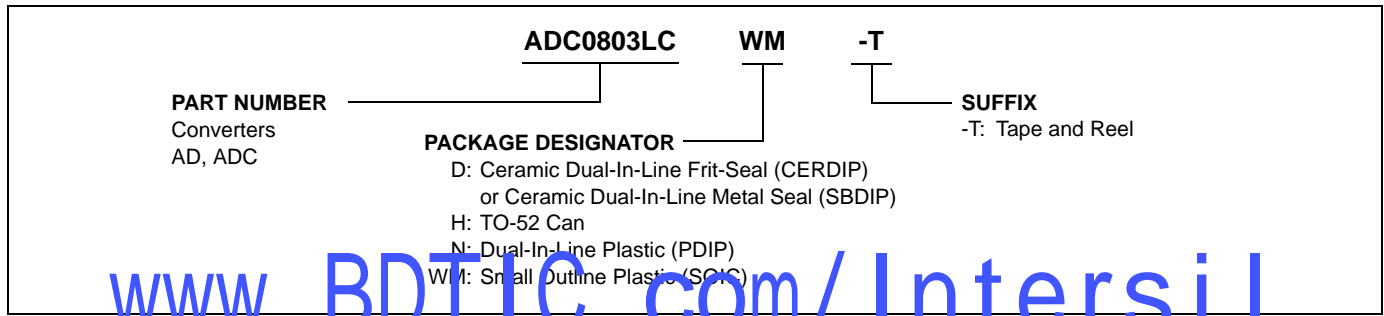 ADC0803LC WM -T
PART NUMBER
Converters
AD, ADC
PACKAGE DESIGNATOR
D: Ceramic Dual-In-Line Frit-Seal (CERDIP)
or Ceramic Dual-In-Line Metal Seal (SBDIP)
H: TO-52 Can
N: Dual-In-Line Plastic (PDIP)
WM: Small Outline Plastic (SOIC)
SUFFIX
-T: Tape and Reel
www BDTIC com/Intersil